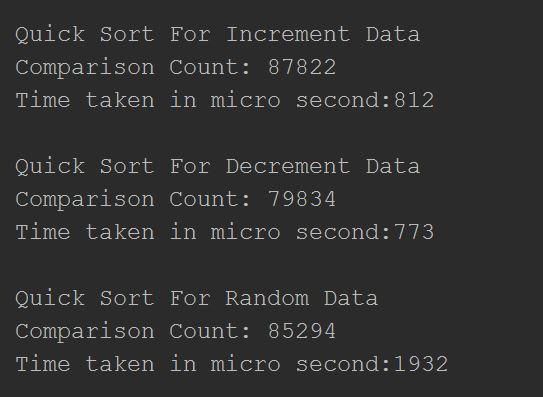 Quick Sort For Increment Data
Comparison Count: 87822
Time taken in micro second:812
Quick Sort For Decrement Data
Comparison Count: 79834
Time taken in micro second:773
Quick Sort For Random Data
Comparison Count: 85294
Time taken in micro second:1932